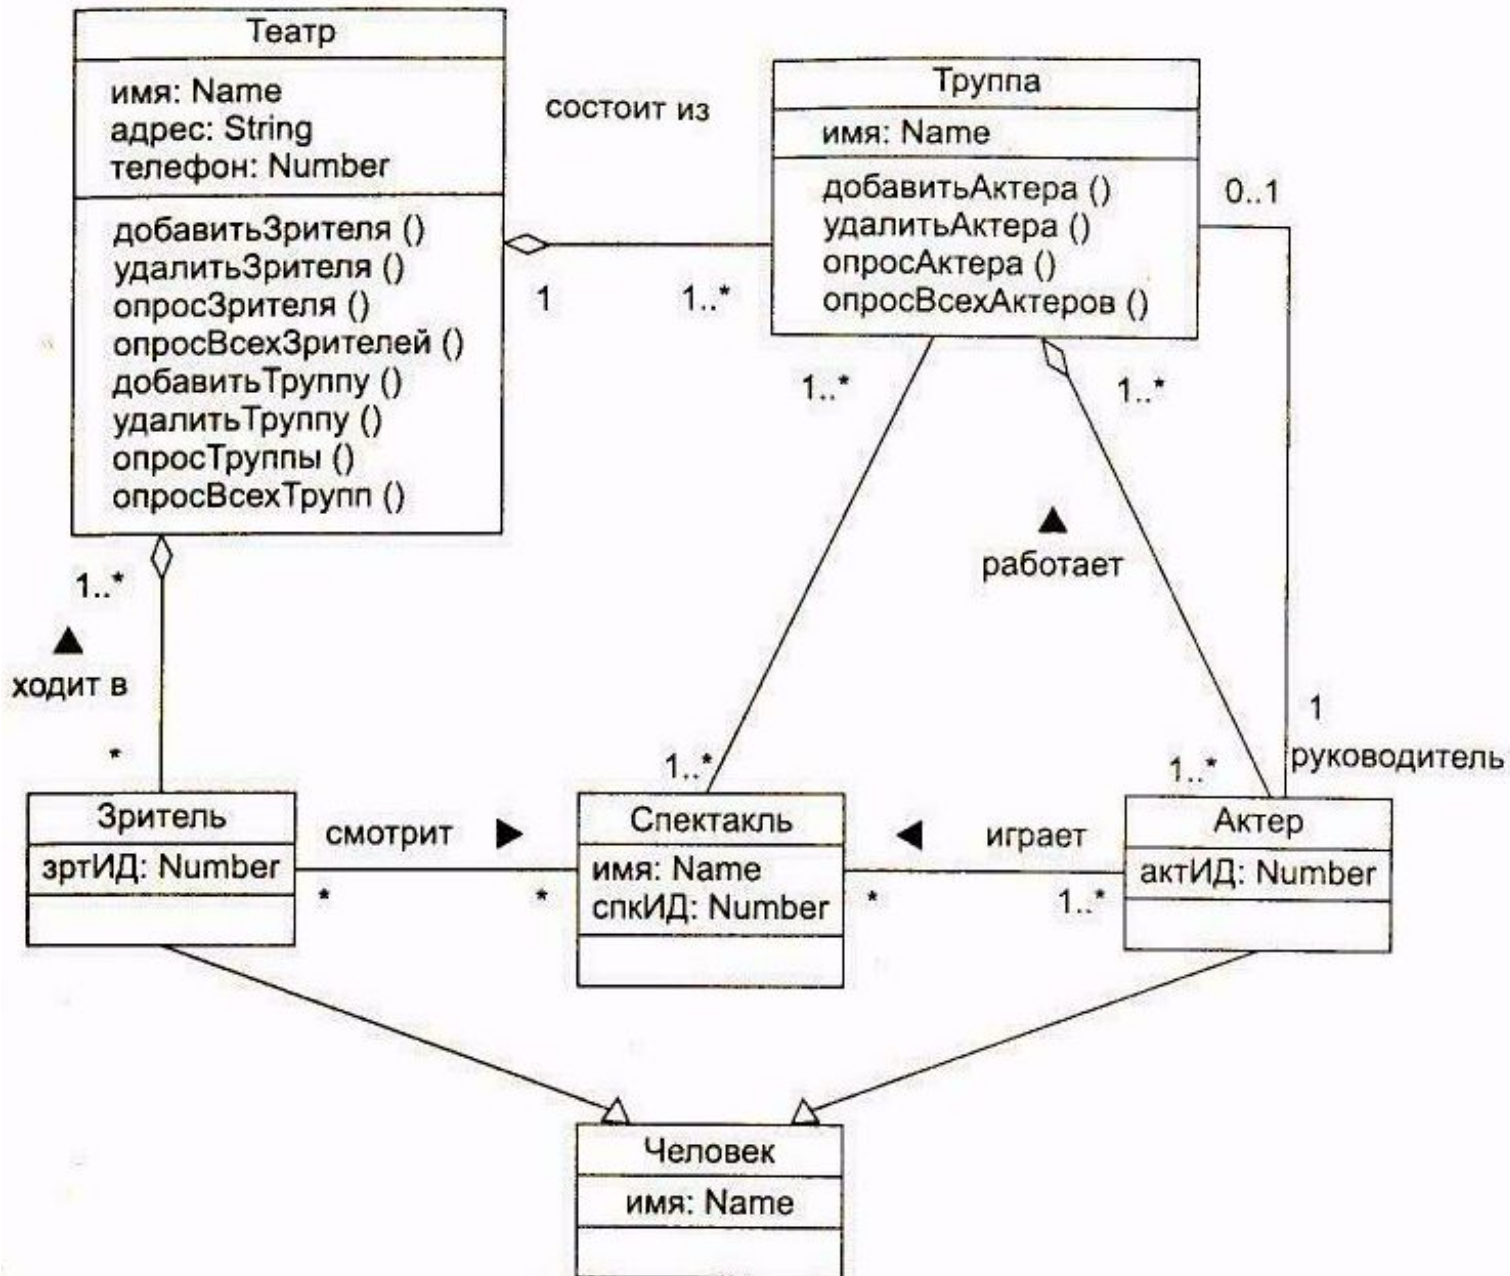 Театр
имя: Name
адрес: String
телефон: Number
добавитьЗрителя ()
удалитьЗрителя ()
опросЗрителя ()
опросВсехЗрителей ()
добавитьТруппу ()
удалитьТруппу ()
опросТруппы ()
опросВсехТрупп ()
состоит из
1
1..*
Труппа
имя: Name
добавитьАктера ()
удалитьАктера ()
опросАктера ()
опросВсехАктеров ()
0..1
1..*
1..*
1..*
работает
ходит в
*
1..*
1..*
1
руководитель
Зритель
зртИД: Number
смотрит
*
*
Спектакль
имя: Name
спкИД: Number
играет
*
1..*
Актер
актИД: Number
Человек
имя: Name